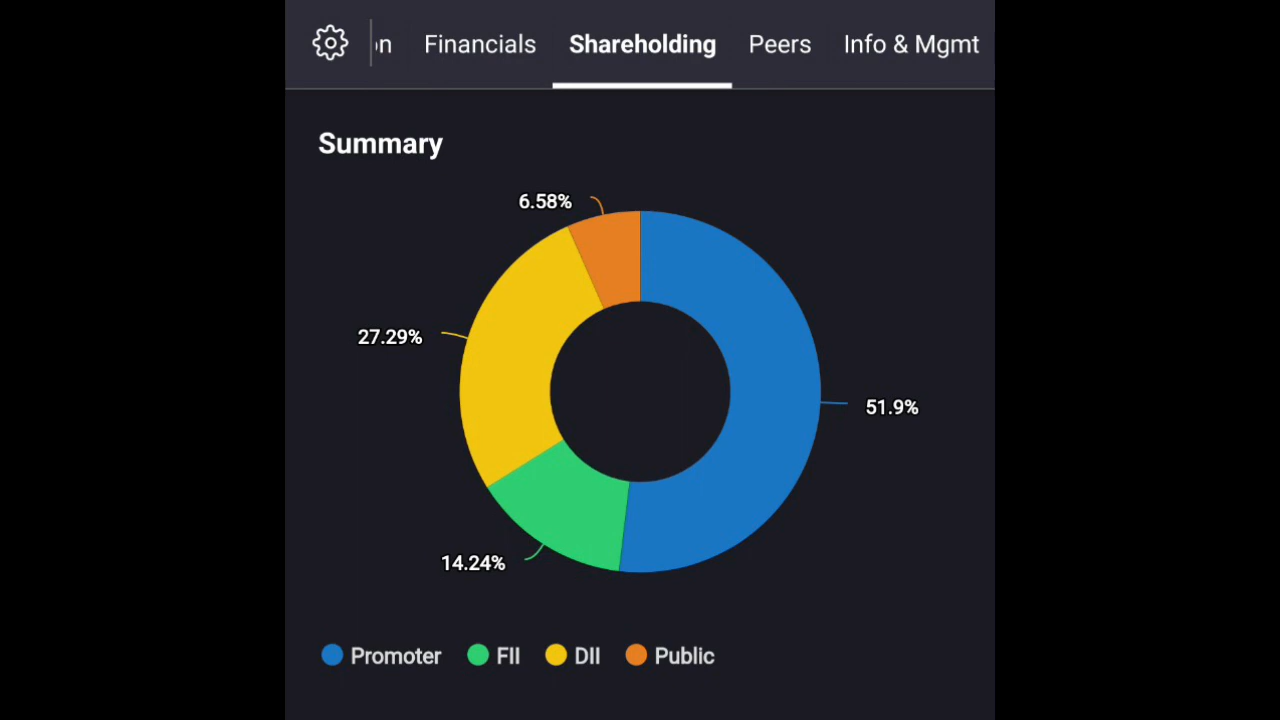 n Financials Shareholding Peers Info & Mgmt
Summary
6.58%
27.29%
51.9%
14.24%
Promoter FII DII Public